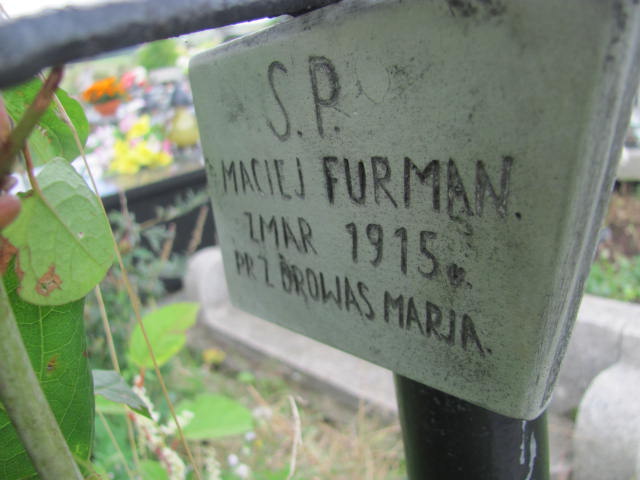 S.P.
MACIEJ FURMAN.
ZMAR 1915 r.
PRZ BROWAS MARJA.